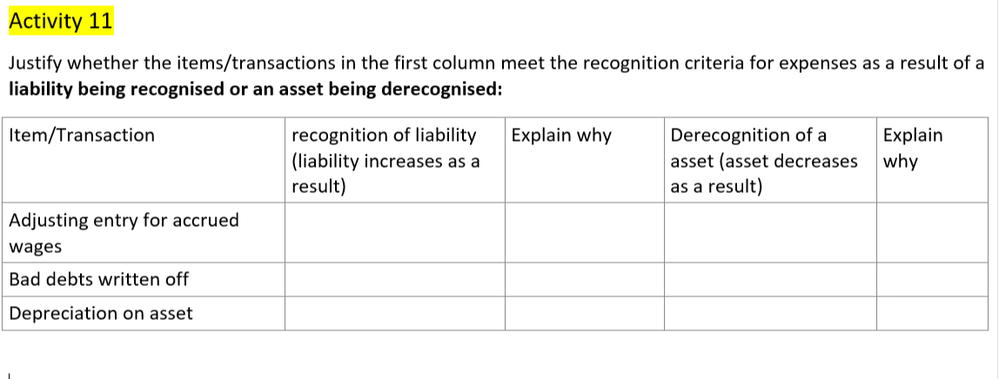 Activity 11
Justify whether the items/transactions in the first column meet the recognition criteria for expenses as a result of a
liability being recognised or an asset being derecognised:
Item/Transaction
recognition of liability
(liability increases as a
result)
Explain why
Derecognition of a
asset (asset decreases
as a result)
Explain
why
Adjusting entry for accrued
wages
Bad debts written off
Depreciation on asset